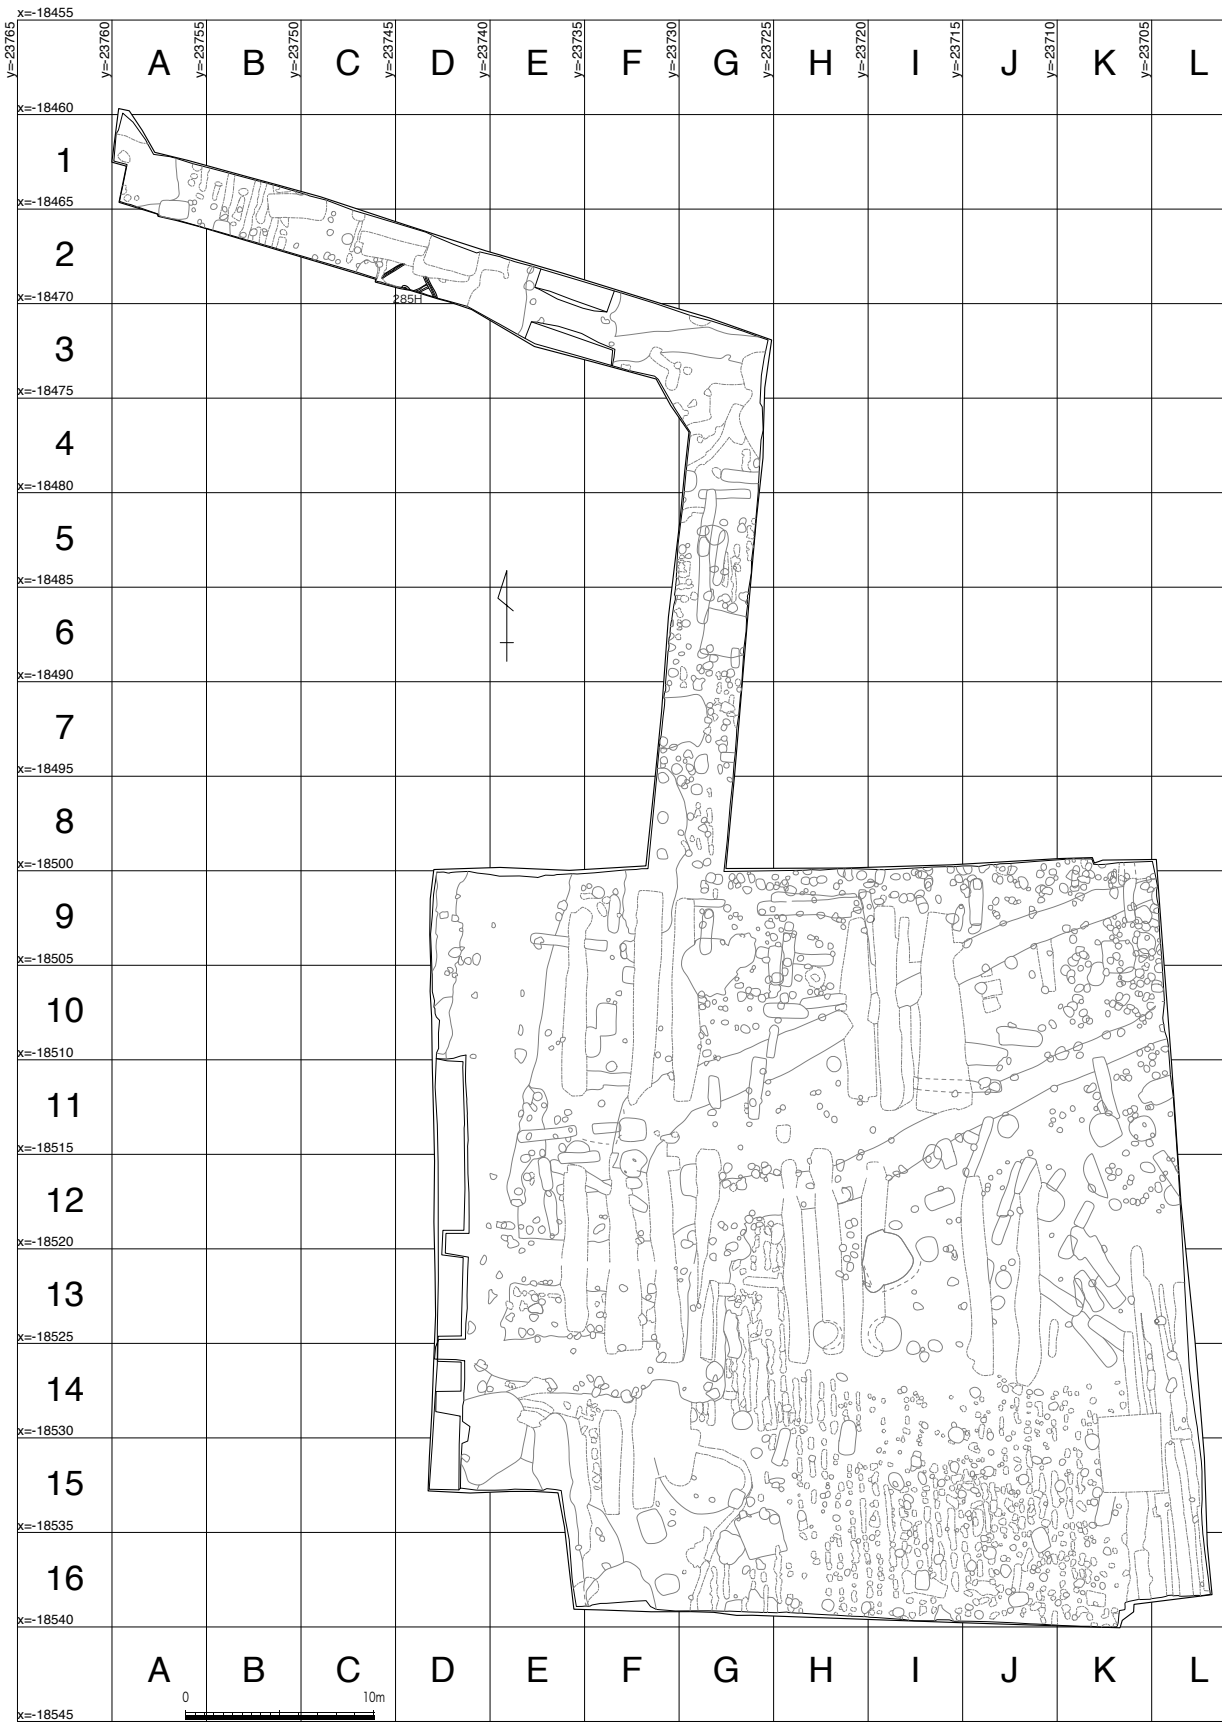 x=-18455
y=-23765
y=-23760
A
y=-23755
B
y=-23750
C
y=-23745
D
y=-23740
E
y=-23735
F
y=-23730
G
y=-23725
H
y=-23720
I
y=-23715
J
y=-23710
K
y=-23705
L
x=-18460
1
x=-18465
2
x=-18470
285H
3
x=-18475
4
x=-18480
5
x=-18485
6
x=-18490
7
x=-18495
8
x=-18500
9
x=-18505
10
x=-18510
11
x=-18515
12
x=-18520
13
x=-18525
14
x=-18530
15
x=-18535
16
x=-18540
A B C D E F G H I J K L
0 10m
x=-18545